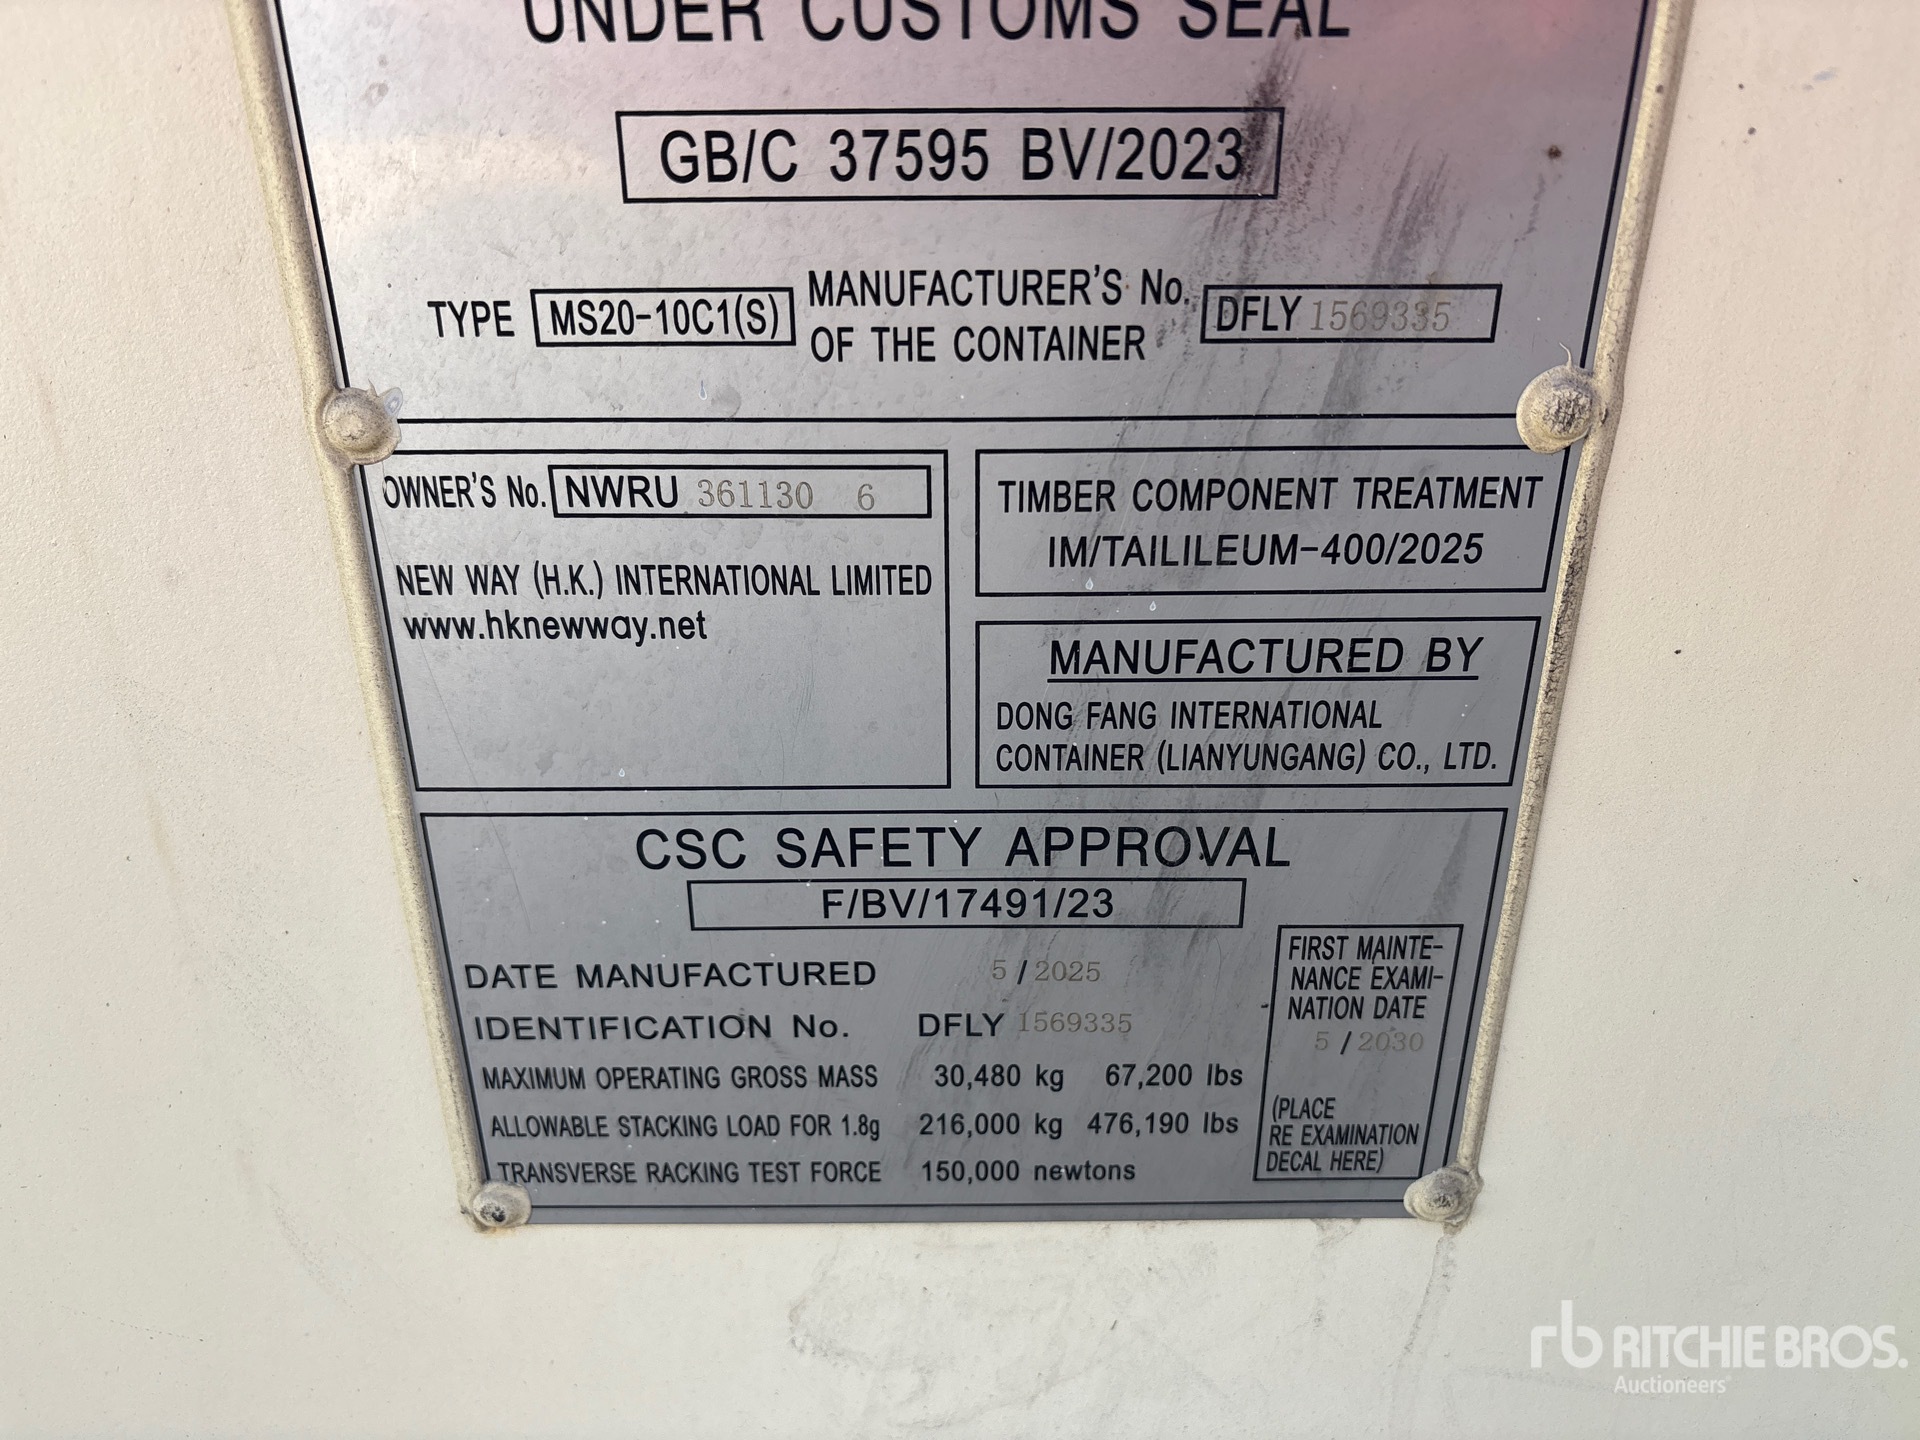 UNDER CUSTOMS SEAL
GB/C 37595 BV/2023
TYPE MS20-10C1(S) MANUFACTURER'S No. OF THE CONTAINER DFLY 1569335
OWNER'S No. NWRU 361130 6
NEW WAY (H.K.) INTERNATIONAL LIMITED
www.hknewway.net
TIMBER COMPONENT TREATMENT
IM/TAILILEUM-400/2025
MANUFACTURED BY
DONG FANG INTERNATIONAL
CONTAINER (LIANYUNGANG) CO., LTD.
CSC SAFETY APPROVAL
F/BV/17491/23
DATE MANUFACTURED 5 / 2025
IDENTIFICATION No. DFLY 1569335
MAXIMUM OPERATING GROSS MASS 30,480 kg 67,200 lbs
ALLOWABLE STACKING LOAD FOR 1.8g 216,000 kg 476,190 lbs
TRANSVERSE RACKING TEST FORCE 150,000 newtons
FIRST MAINTE-
NANCE EXAMI-
NATION DATE
5 / 2030
(PLACE
RE EXAMINATION
DECAL HERE)
rb RITCHIE BROS.
Auctioneers